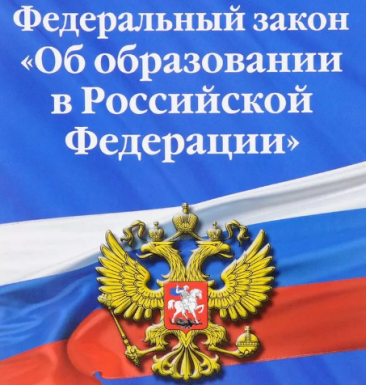 Федеральный закон
«Об образовании
в Российской
Федерации»